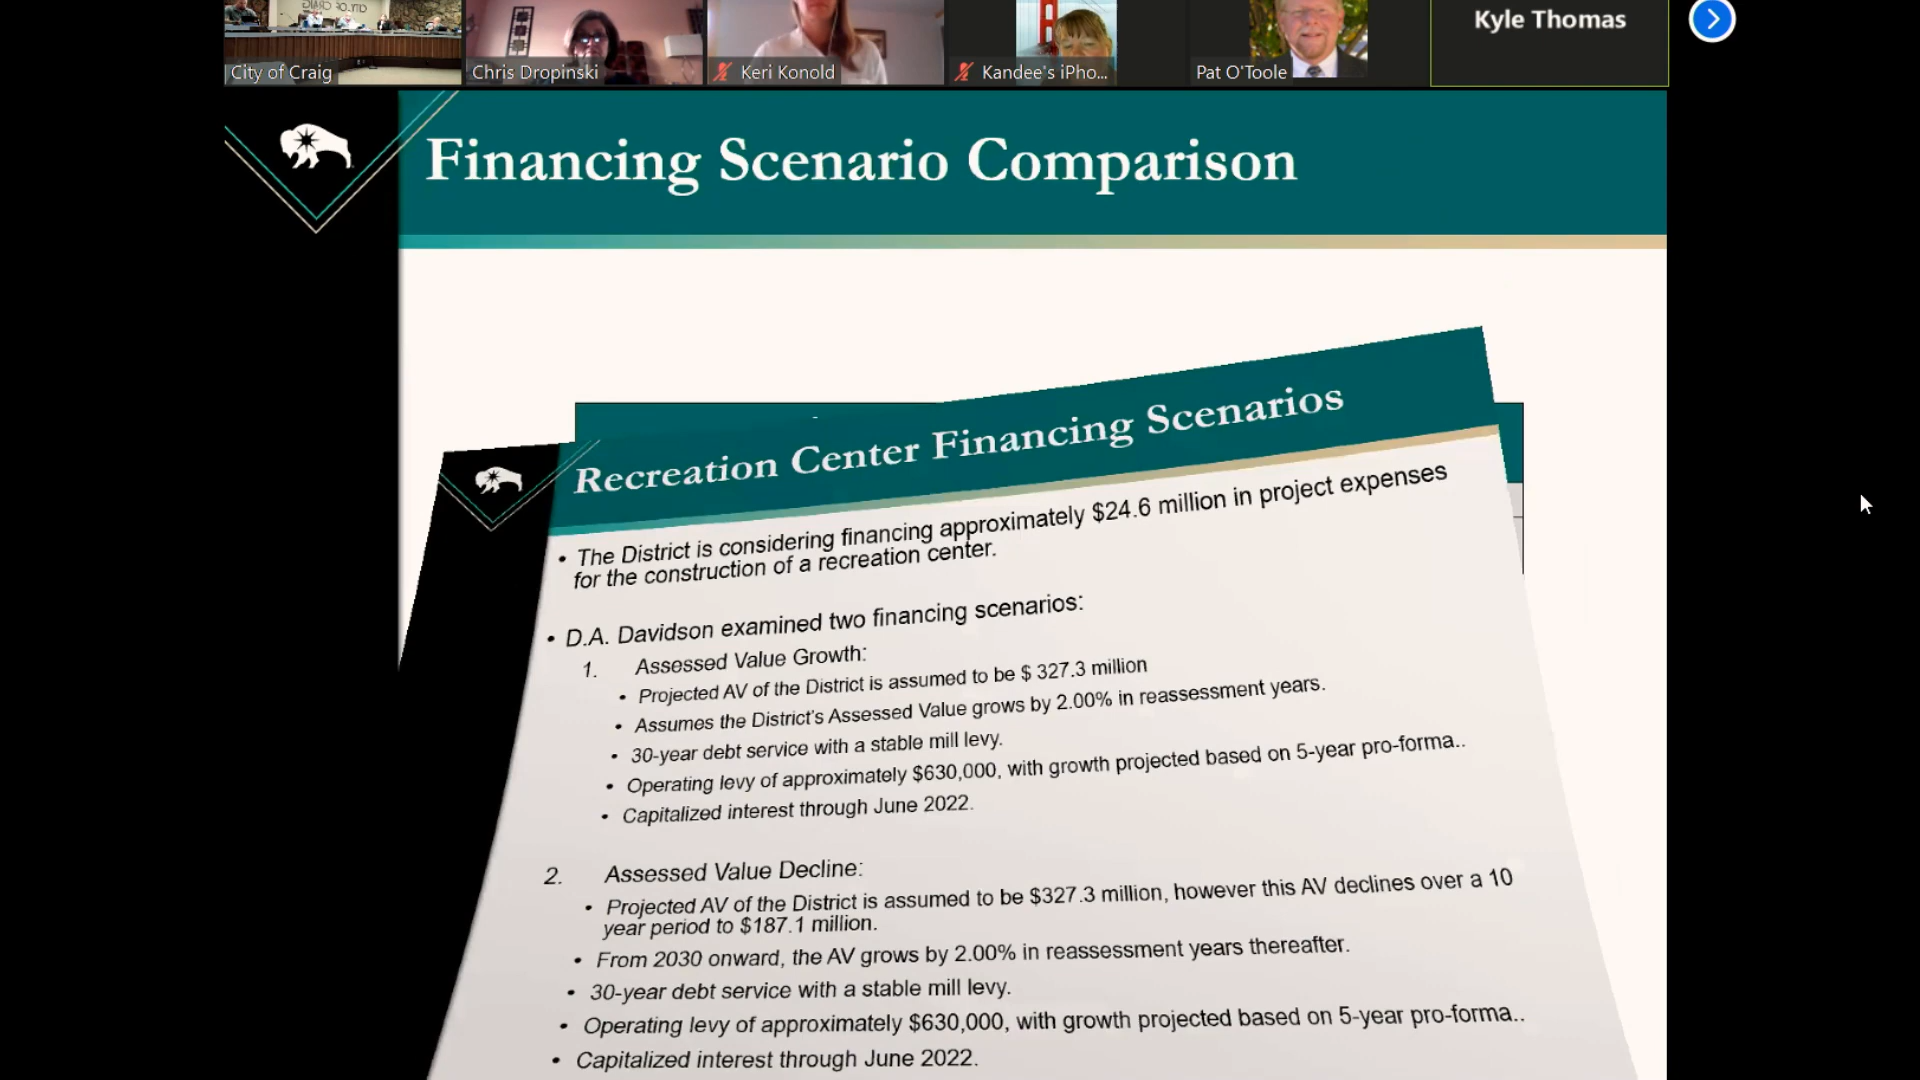 CITY OF CRAIG
City of Craig
Chris Dropinski
Keri Konold
Kandee's iPho...
Pat O'Toole
Kyle Thomas
Financing Scenario Comparison
Recreation Center Financing Scenarios
• The District is considering financing approximately $24.6 million in project expenses
for the construction of a recreation center.
• D.A. Davidson examined two financing scenarios:
1. Assessed Value Growth:
• Projected AV of the District is assumed to be $ 327.3 million
• Assumes the District's Assessed Value grows by 2.00% in reassessment years.
• 30-year debt service with a stable mill levy.
• Operating levy of approximately $630,000, with growth projected based on 5-year pro-forma..
• Capitalized interest through June 2022.
2. Assessed Value Decline:
• Projected AV of the District is assumed to be $327.3 million, however this AV declines over a 10
year period to $187.1 million.
• From 2030 onward, the AV grows by 2.00% in reassessment years thereafter.
• 30-year debt service with a stable mill levy.
• Operating levy of approximately $630,000, with growth projected based on 5-year pro-forma..
• Capitalized interest through June 2022.